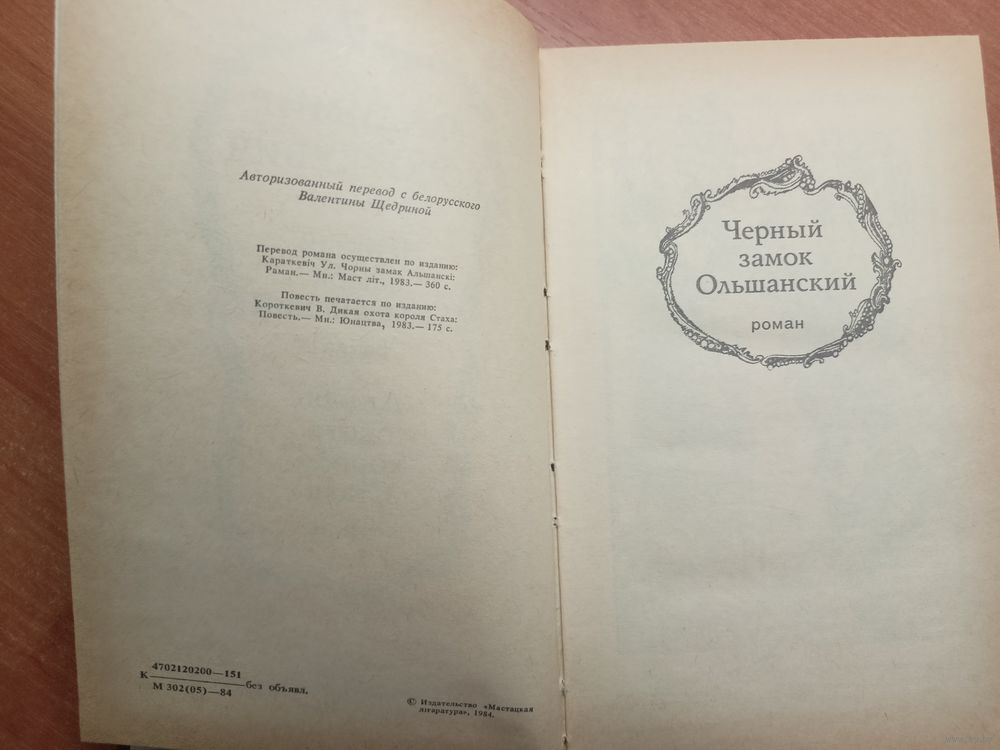 Авторизованный перевод с белорусского
Валентины Щедриной
Перевод романа осуществлен по изданию:
Караткевіч Ул. Чорны замак Альшанскі:
Раман.— Мн.: Маст літ., 1983.— 360 с.
Повесть печатается по изданию:
Короткевич В. Дикая охота короля Стаха:
Повесть.— Мн.: Юнацтва, 1983.— 175 с.
4702120200—151
К——————без объявл.
М 302(05)—84
© Издательство «Мастацкая
літаратура», 1984.
Черный
замок
Ольшанский
роман